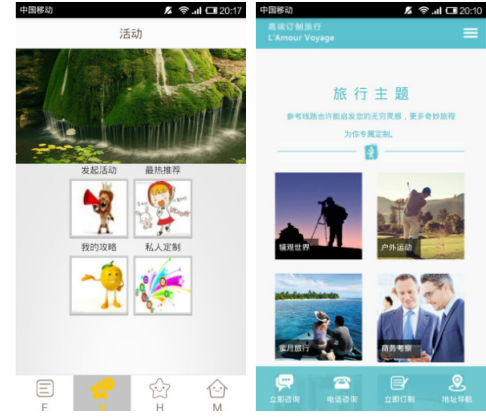 中国移动 20:17
活动
发起活动 最热推荐
我的攻略 私人定制
F H M
中国移动 20:10
高端订制旅行
L'Amour Voyage
旅行主题
参考线路也许能启发您的无穷灵感，更多奇妙旅程
为你专属定制。
镜观世界 户外运动
蜜月旅行 商务考察
立即咨询 电话咨询 立即订制 地址导航